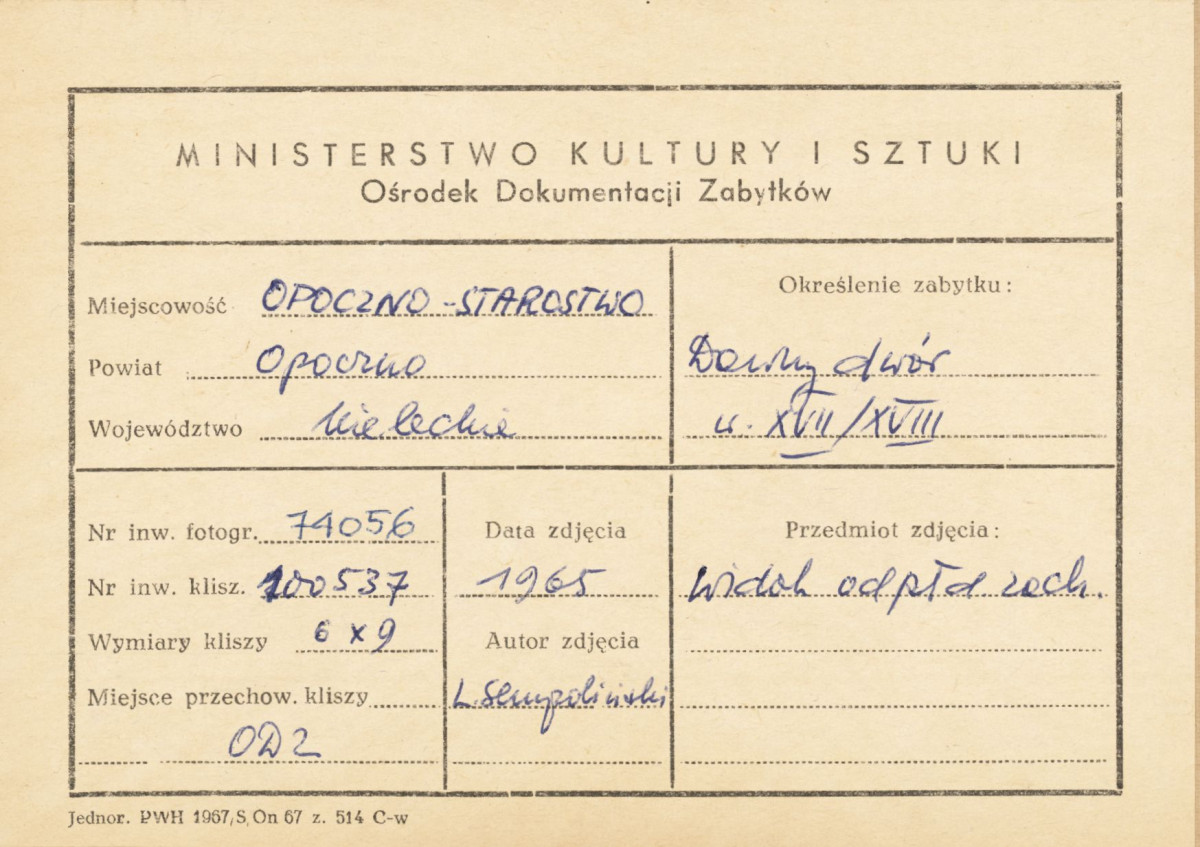 MINISTERSTWO KULTURY I SZTUKI
Ośrodek Dokumentacji Zabytków
Miejscowość OPOCZNO-STAROSTWO
Powiat Opoczno
Województwo kieleckie
Określenie zabytku:
Dawny dwór
w. XVII/XVIII
Nr inw. fotogr. 74056
Nr inw. klisz. 100537
Wymiary kliszy 6 x 9
Miejsce przechow. kliszy
ODZ
Data zdjęcia
1965
Autor zdjęcia
L. Sempoliński
Przedmiot zdjęcia:
widok od płd zach.
Jednor. PWH 1967, S, On 67 z. 514 C-w